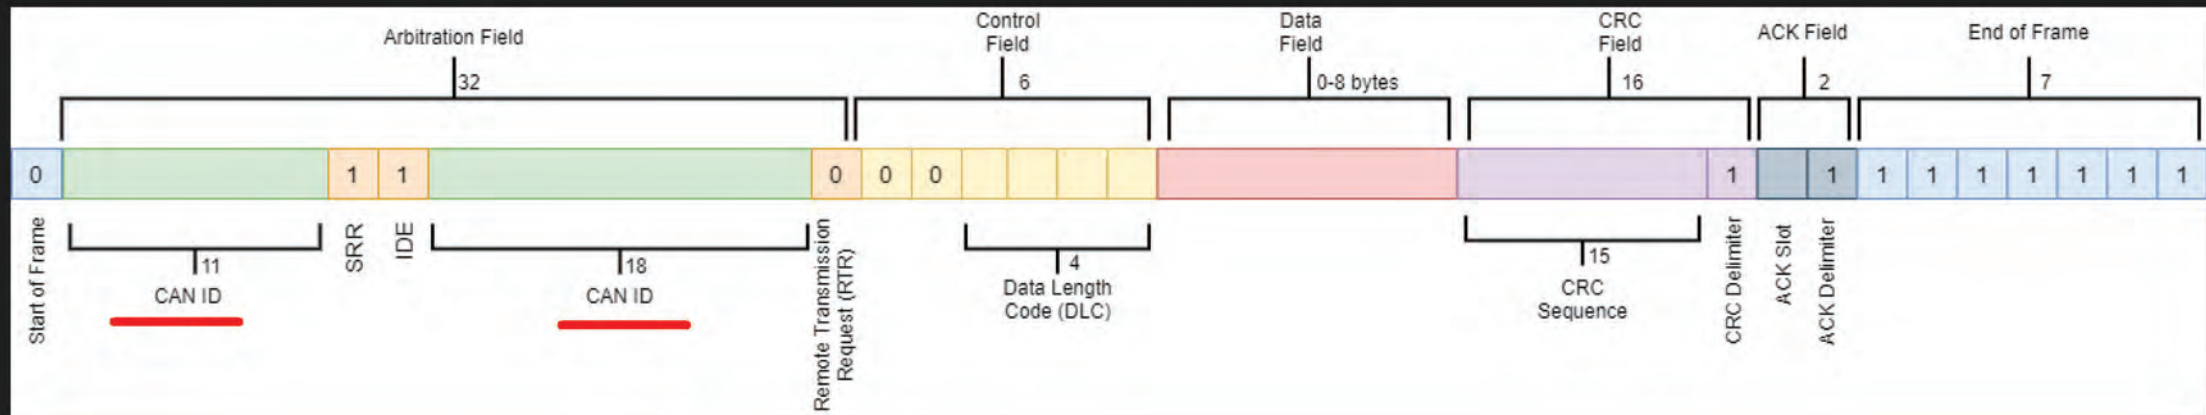 Arbitration Field
32
Control
Field
6
Data
Field
0-8 bytes
CRC
Field
16
ACK Field
2
End of Frame
7
0
1
1
0
0
0
1
1
1
1
1
1
1
1
1
Start of Frame
11
CAN ID
SRR
IDE
18
CAN ID
Remote Transmission
Request (RTR)
4
Data Length
Code (DLC)
15
CRC
Sequence
CRC Delimiter
ACK Slot
ACK Delimiter